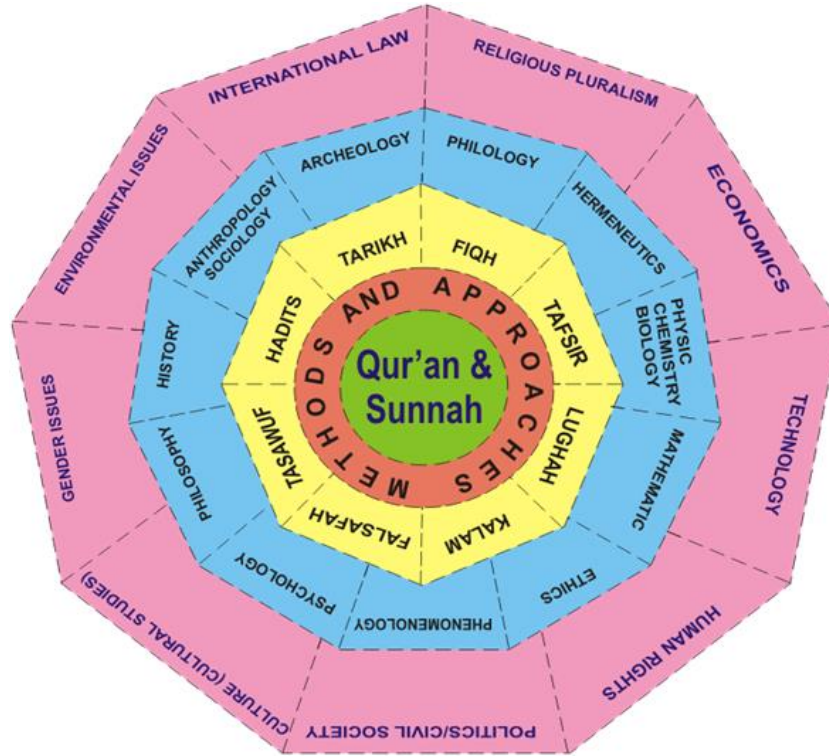 Qur'an &
Sunnah
METHODS AND APPROACHES
FIQH
TAFSIR
LUGHAH
KALAM
FALSAFAH
TASAWUF
HADITS
TARIKH
PHILOLOGY
HERMENEUTICS
PHYSIC
CHEMISTRY
BIOLOGY
MATHEMATIC
ETHICS
PHENOMENOLOGY
PSYCHOLOGY
PHILOSOPHY
HISTORY
ANTHROPOLOGY
SOCIOLOGY
ARCHEOLOGY
RELIGIOUS PLURALISM
ECONOMICS
TECHNOLOGY
HUMAN RIGHTS
POLITICS/CIVIL SOCIETY
CULTURE (CULTURAL STUDIES)
GENDER ISSUES
ENVIRONMENTAL ISSUES
INTERNATIONAL LAW